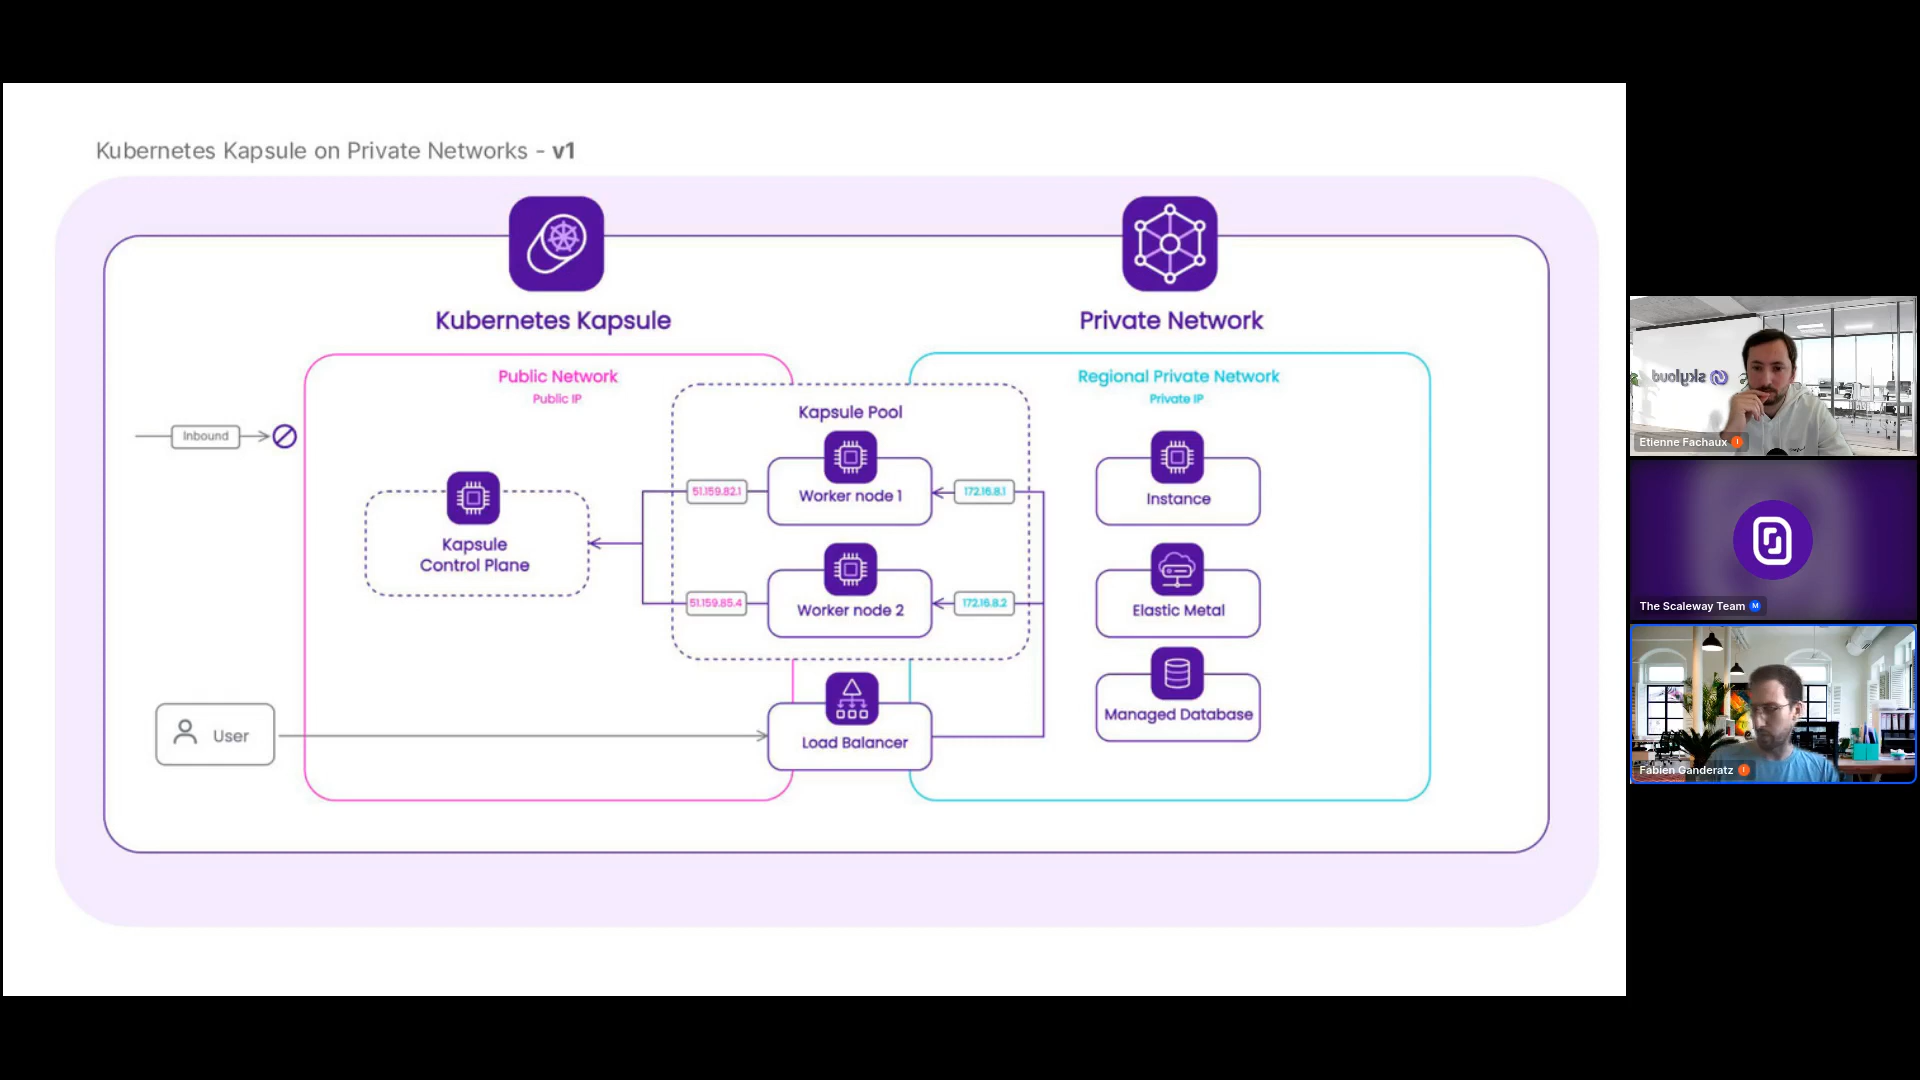 Kubernetes Kapsule on Private Networks - v1
Kubernetes Kapsule
Private Network
Public Network
Public IP
Regional Private Network
Private IP
Kapsule Pool
Inbound
51.159.82.1
Worker node 1
172.16.8.1
Instance
Kapsule
Control Plane
51.159.85.4
Worker node 2
172.16.8.2
Elastic Metal
User
Load Balancer
Managed Database
skyloud
Etienne Fachaux
I
The Scaleway Team
M
Fabien Ganderatz
I